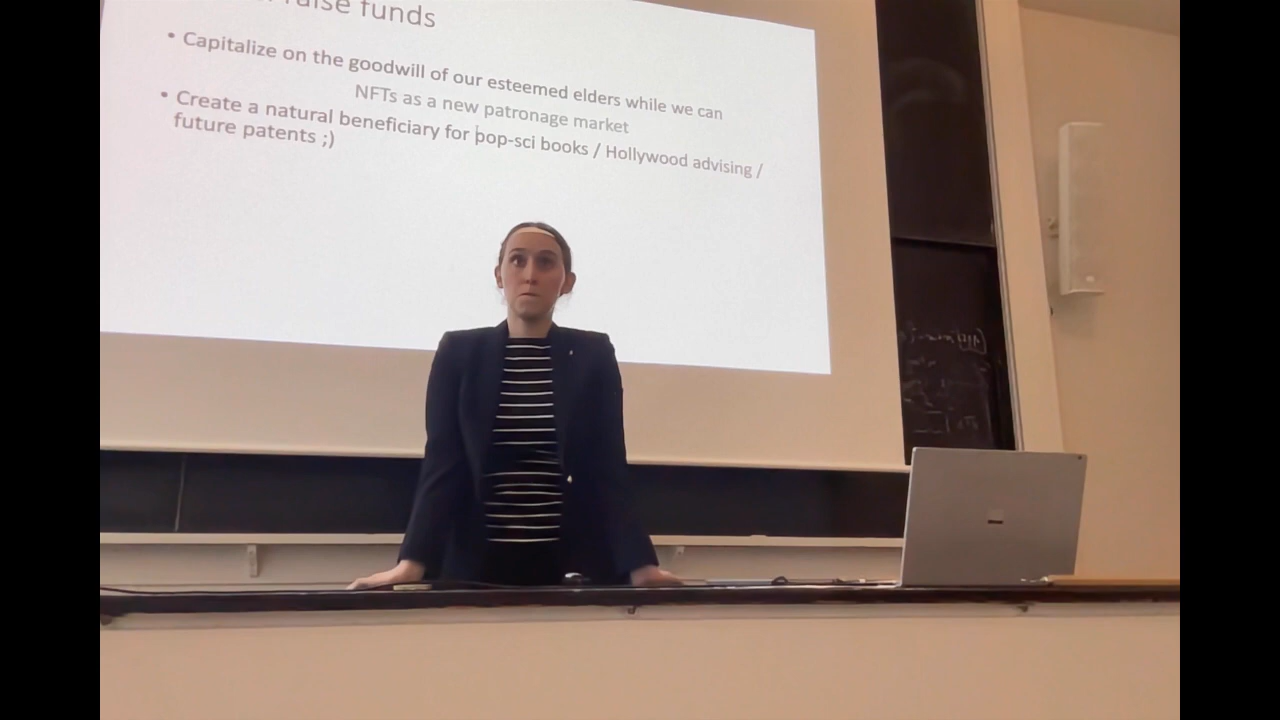 raise funds
• Capitalize on the goodwill of our esteemed elders while we can
NFTs as a new patronage market
• Create a natural beneficiary for pop-sci books / Hollywood advising /
future patents ;)